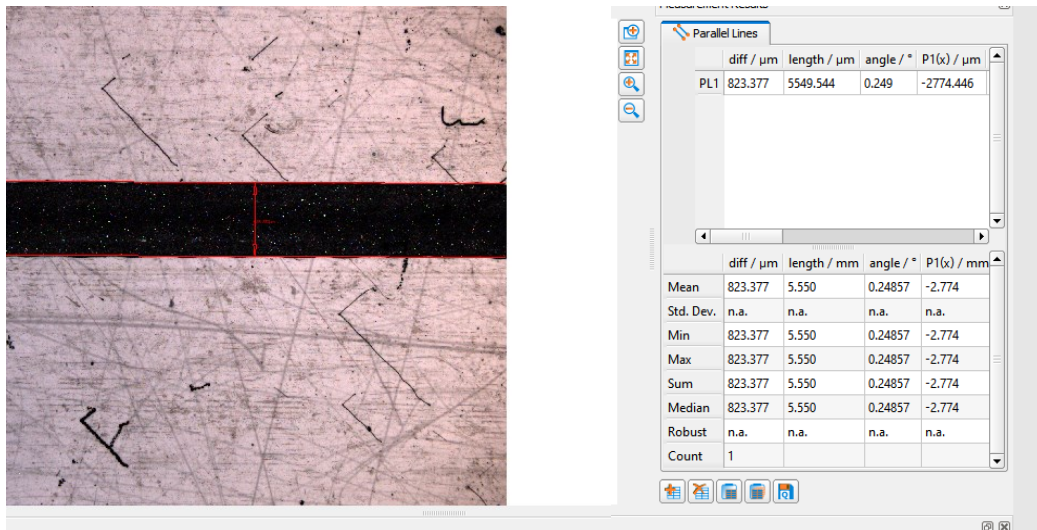 Parallel Lines
diff / µm length / µm angle / ° P1(x) / µm
PL1 823.377 5549.544 0.249 -2774.446
diff / µm length / mm angle / ° P1(x) / mm
Mean 823.377 5.550 0.24857 -2.774
Std. Dev. n.a. n.a. n.a. n.a.
Min 823.377 5.550 0.24857 -2.774
Max 823.377 5.550 0.24857 -2.774
Sum 823.377 5.550 0.24857 -2.774
Median 823.377 5.550 0.24857 -2.774
Robust n.a. n.a. n.a. n.a.
Count 1